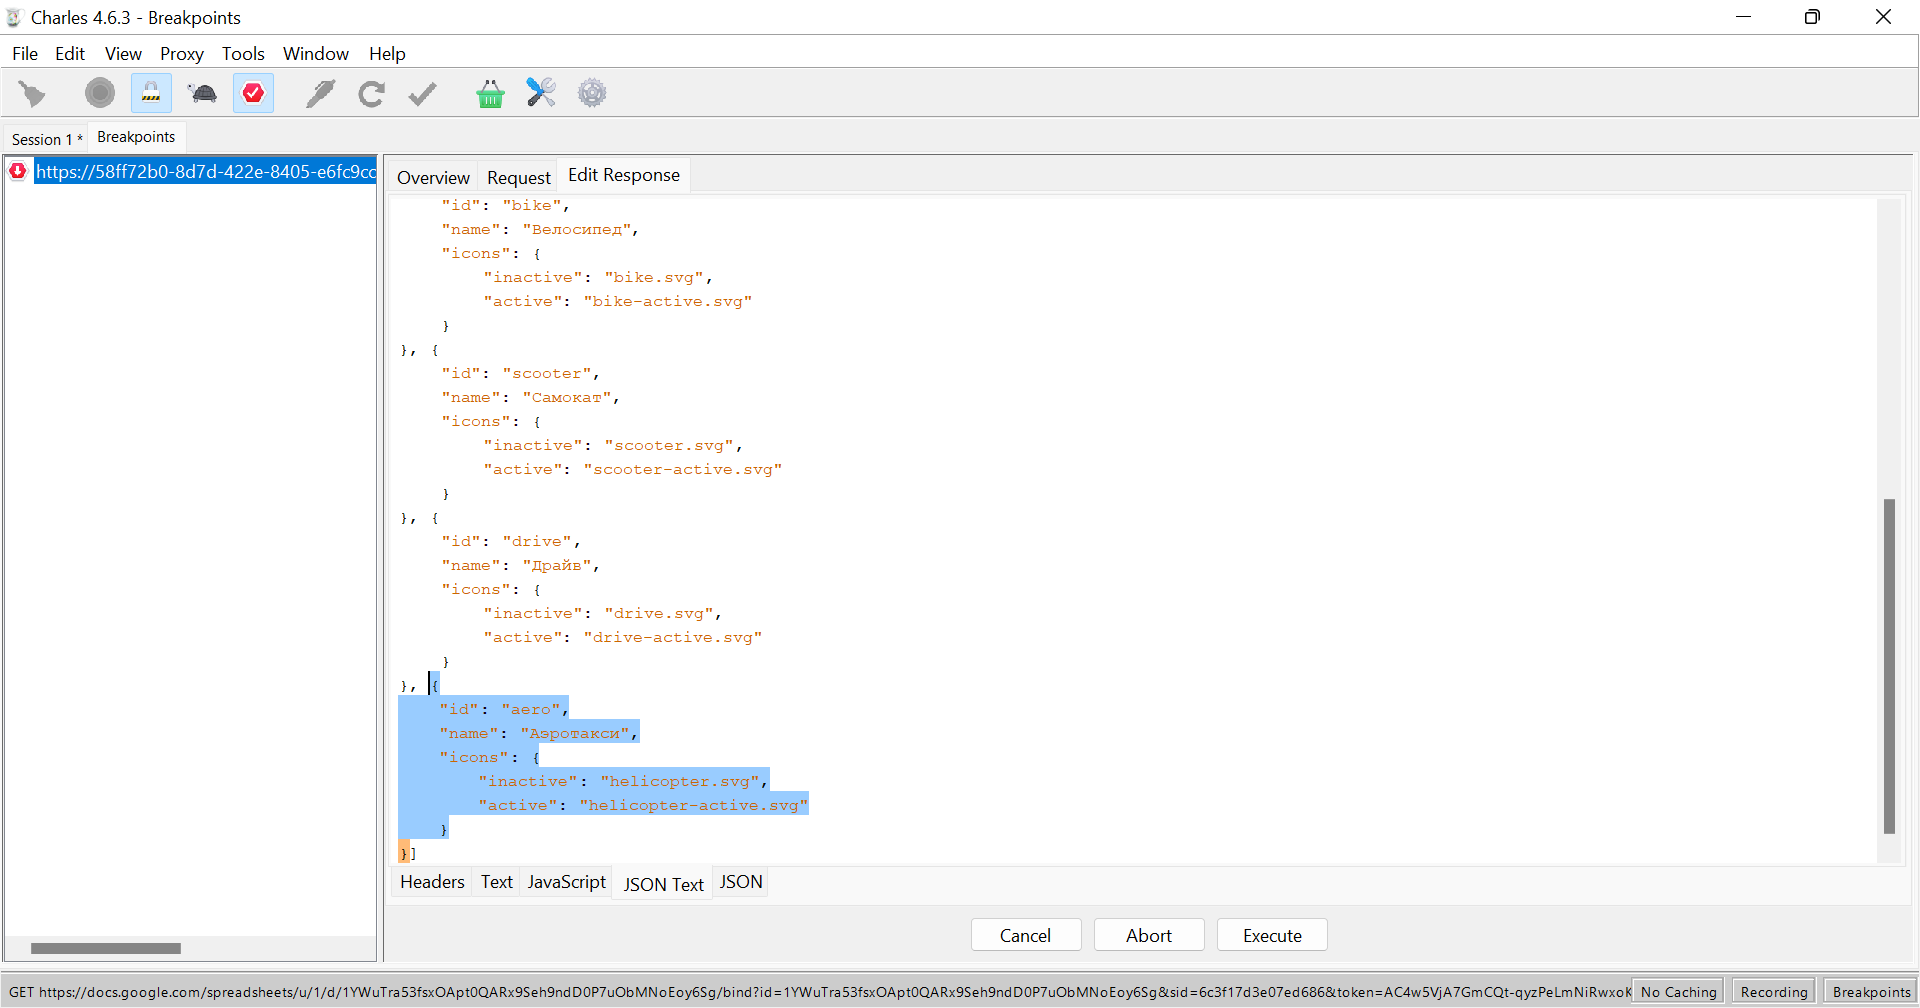 Charles 4.6.3 - Breakpoints
File Edit View Proxy Tools Window Help
Session 1 * Breakpoints
https://58ff72b0-8d7d-422e-8405-e6fc9cc
Overview Request Edit Response
"id": "bike",
"name": "Велосипед",
"icons": {
"inactive": "bike.svg",
"active": "bike-active.svg"
}
}, {
"id": "scooter",
"name": "Самокат",
"icons": {
"inactive": "scooter.svg",
"active": "scooter-active.svg"
}
}, {
"id": "drive",
"name": "Драйв",
"icons": {
"inactive": "drive.svg",
"active": "drive-active.svg"
}
}, {
"id": "aero",
"name": "Аэротакси",
"icons": {
"inactive": "helicopter.svg",
"active": "helicopter-active.svg"
}
}]
Headers Text JavaScript JSON Text JSON
Cancel Abort Execute
GET https://docs.google.com/spreadsheets/u/1/d/1YWuTra53fsxOApt0QARx9Seh9ndD0P7uObMNoEoy6Sg/bind?id=1YWuTra53fsxOApt0QARx9Seh9ndD0P7uObMNoEoy6Sg&sid=6c3f17d3e07ed686&token=AC4w5VjA7GmCQt-qyzPeLmNiRwxoK No Caching Recording Breakpoints